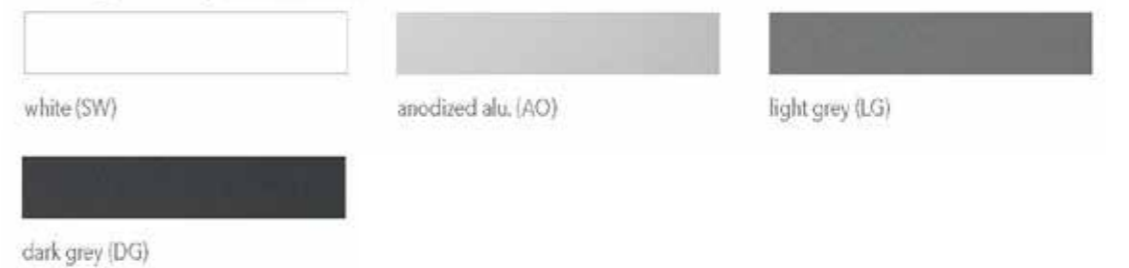 white (SW)
anodized alu. (AO)
light grey (LG)
dark grey (DG)